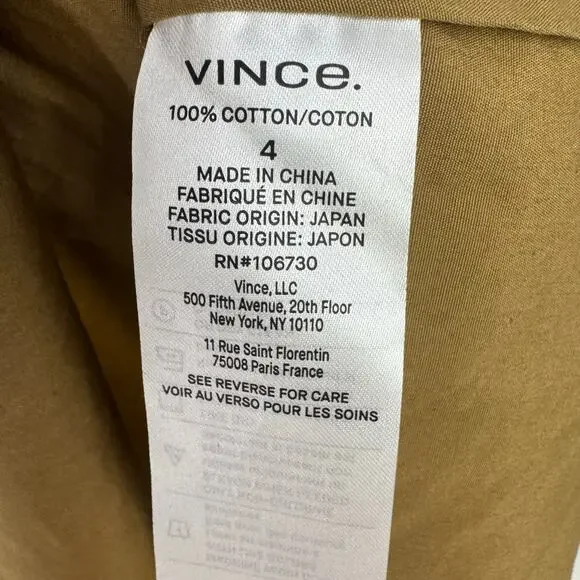 VINCE.
100% COTTON/COTON
4
MADE IN CHINA
FABRIQUÉ EN CHINE
FABRIC ORIGIN: JAPAN
TISSU ORIGINE: JAPON
RN#106730
Vince, LLC
500 Fifth Avenue, 20th Floor
New York, NY 10110
11 Rue Saint Florentin
75008 Paris France
SEE REVERSE FOR CARE
VOIR AU VERSO POUR LES SOINS